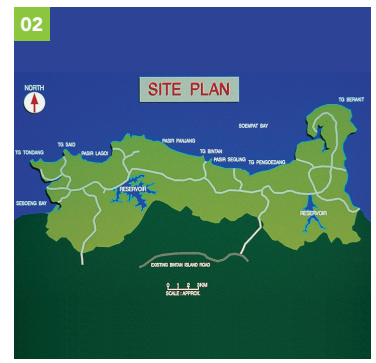 02
NORTH
SITE PLAN
TG BERAKIT
SOEMPAT BAY
PASIR PANJANG
TG SAID
TG BINTAN
TG TONDANG
PASIR LAGOI
PASIR SEGLING
TG PENGOEDANG
RESERVOIR
SEBOENG BAY
RESERVOIR
EXISTING BINTAN ISLAND ROAD
0 1 2 3KM
SCALE : APPROX.